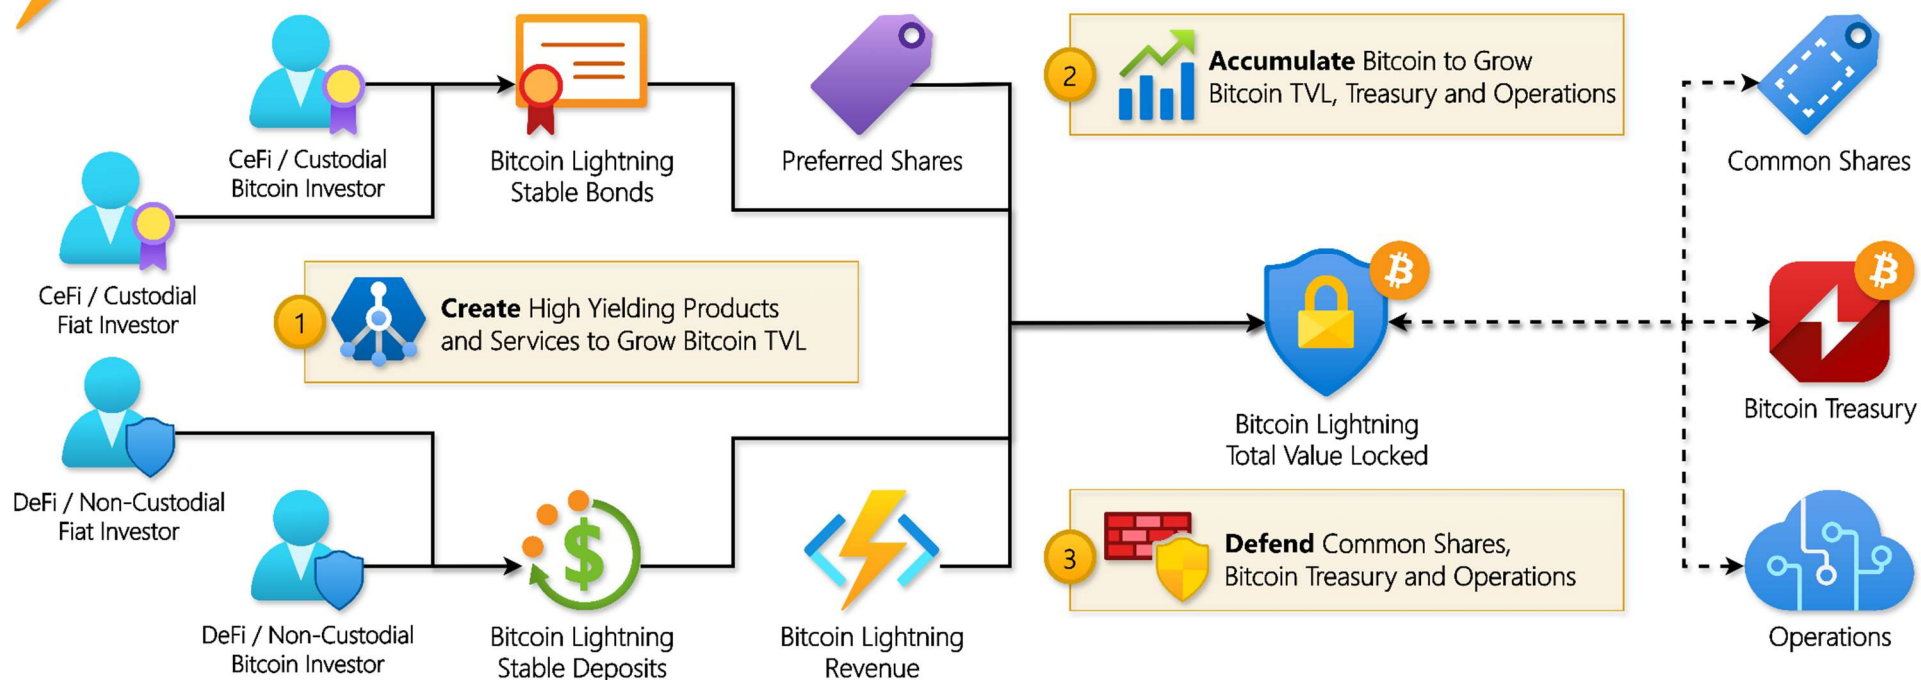 CeFi / Custodial
Bitcoin Investor
Bitcoin Lightning
Stable Bonds
Preferred Shares
2
Accumulate Bitcoin to Grow
Bitcoin TVL, Treasury and Operations
Common Shares
CeFi / Custodial
Fiat Investor
1
Create High Yielding Products
and Services to Grow Bitcoin TVL
Bitcoin Lightning
Total Value Locked
Bitcoin Treasury
DeFi / Non-Custodial
Fiat Investor
3
Defend Common Shares,
Bitcoin Treasury and Operations
DeFi / Non-Custodial
Bitcoin Investor
$
Bitcoin Lightning
Stable Deposits
Bitcoin Lightning
Revenue
Operations